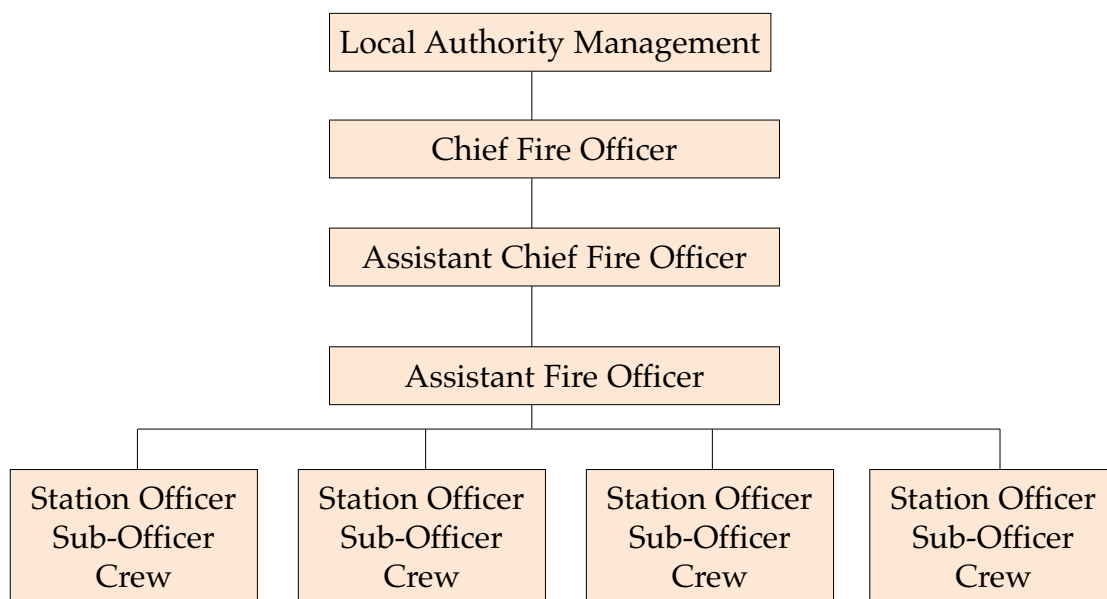 Local Authority Management
Chief Fire Officer
Assistant Chief Fire Officer
Assistant Fire Officer
Station Officer
Sub-Officer
Crew
Station Officer
Sub-Officer
Crew
Station Officer
Sub-Officer
Crew
Station Officer
Sub-Officer
Crew